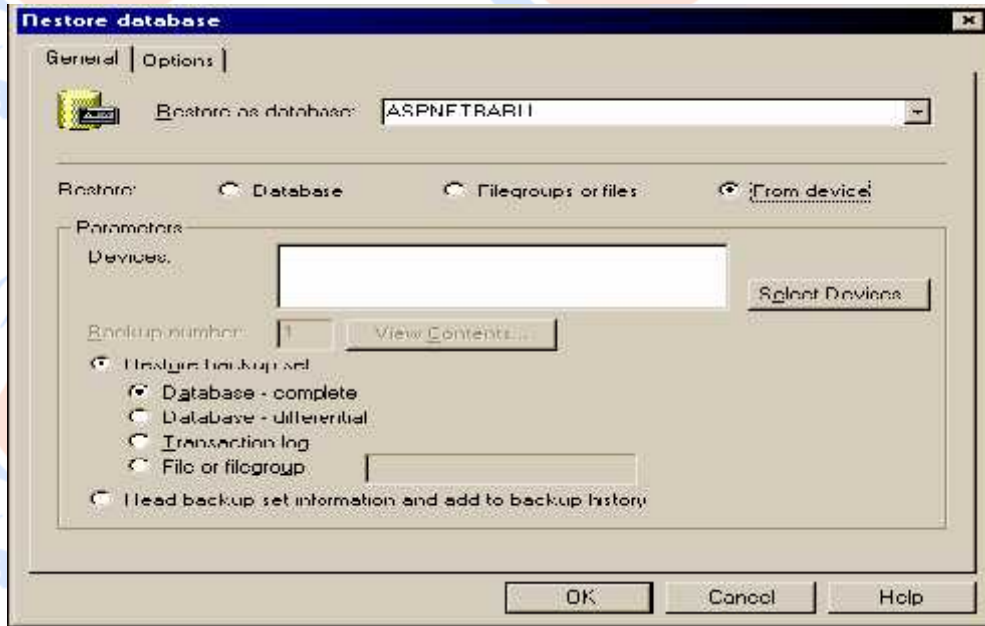 Restore database
General Options
Restore as database: ASPNETBARU
Restore: Database Filegroups or files From device
Parameters
Devices:
Select Devices...
Backup number: 1 View Contents...
Restore backup set
Database - complete
Database - differential
Transaction log
File or filegroup
Read backup set information and add to backup history
OK Cancel Help